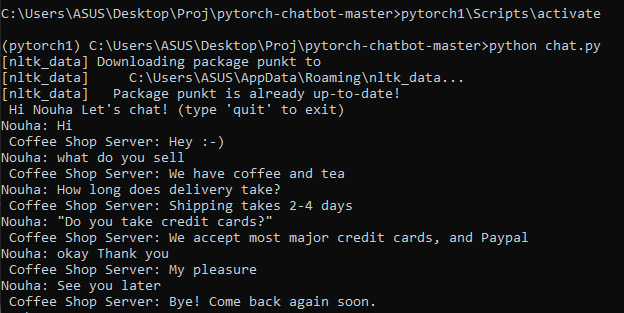 C:\Users\ASUS\Desktop\Proj\pytorch-chatbot-master>pytorch1\Scripts\activate
(pytorch1) C:\Users\ASUS\Desktop\Proj\pytorch-chatbot-master>python chat.py
[nltk_data] Downloading package punkt to
[nltk_data]     C:\Users\ASUS\AppData\Roaming\nltk_data...
[nltk_data]   Package punkt is already up-to-date!
 Hi Nouha Let's chat! (type 'quit' to exit)
Nouha: Hi
 Coffee Shop Server: Hey :-)
Nouha: what do you sell
 Coffee Shop Server: We have coffee and tea
Nouha: How long does delivery take?
 Coffee Shop Server: Shipping takes 2-4 days
Nouha: "Do you take credit cards?"
 Coffee Shop Server: We accept most major credit cards, and Paypal
Nouha: okay Thank you
 Coffee Shop Server: My pleasure
Nouha: See you later
 Coffee Shop Server: Bye! Come back again soon.